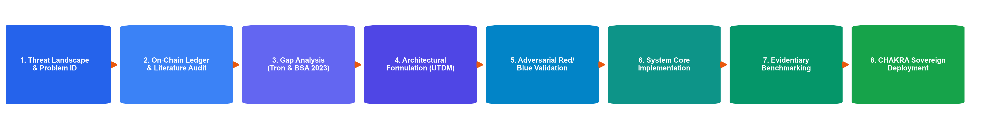 1. Threat Landscape
& Problem ID
2. On-Chain Ledger
& Literature Audit
3. Gap Analysis
(Tron & BSA 2023)
4. Architectural
Formulation (UTDM)
5. Adversarial Red/
Blue Validation
6. System Core
Implementation
7. Evidentiary
Benchmarking
8. CHAKRA Sovereign
Deployment